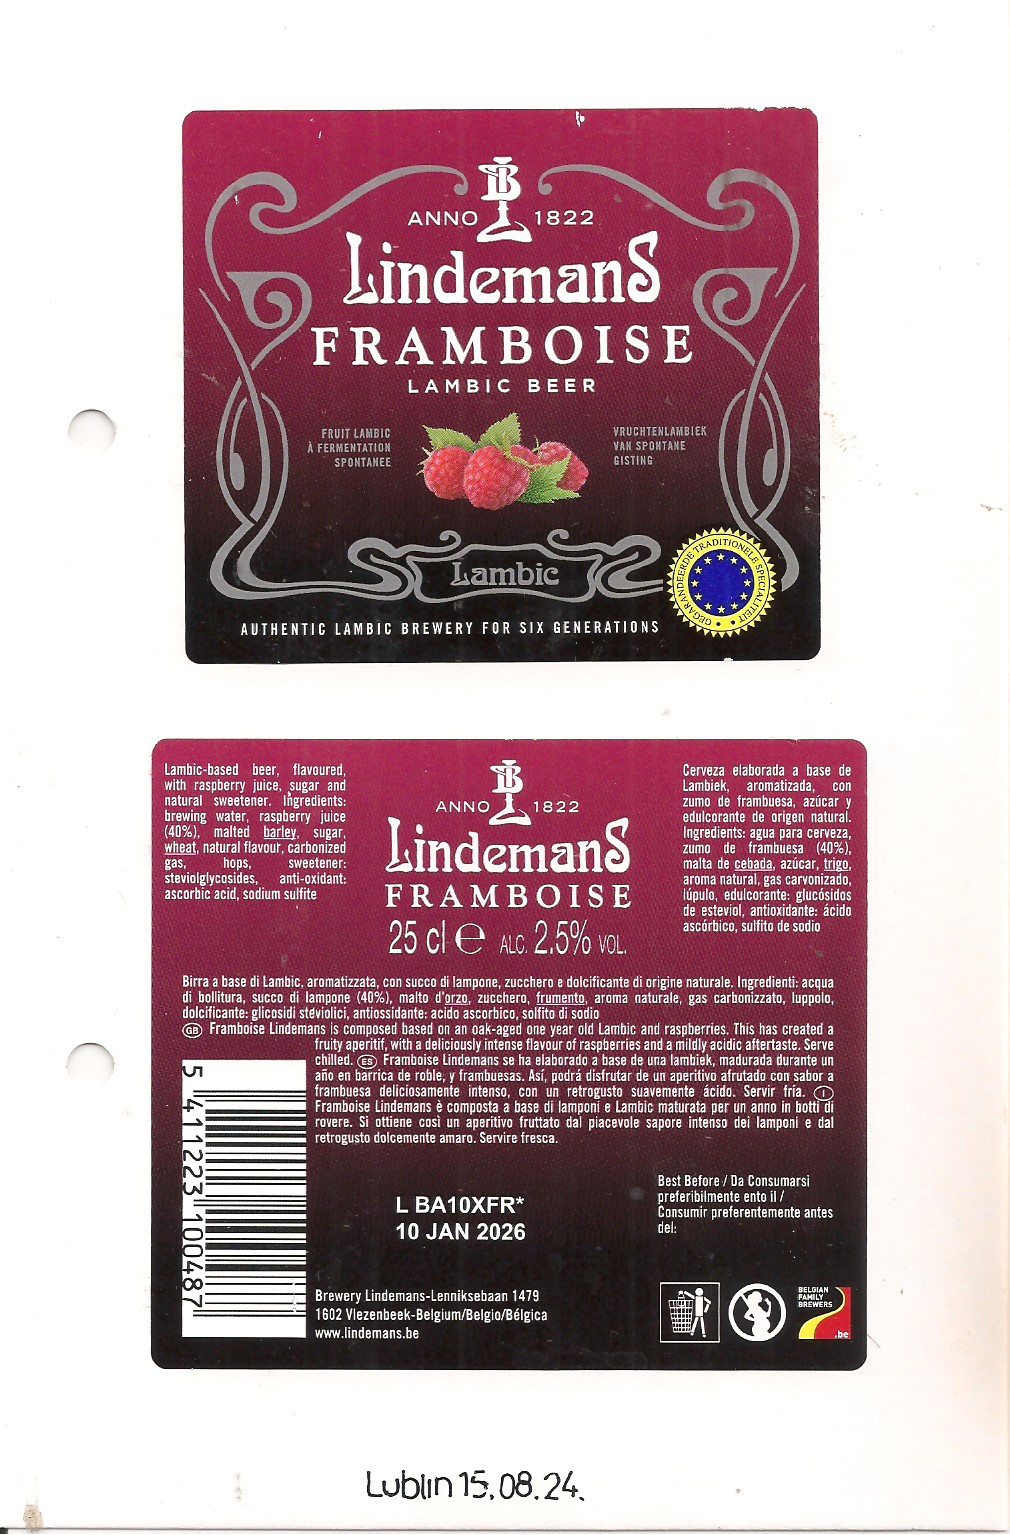 ANNO 1822
LindemanS
FRAMBOISE
LAMBIC BEER
FRUIT LAMBIC
À FERMENTATION
SPONTANEE
VRUCHTENLAMBIEK
VAN SPONTANE
GISTING
Lambic
GEGARANDEERDE TRADITIONELE SPECIALITEIT
AUTHENTIC LAMBIC BREWERY FOR SIX GENERATIONS
Lambic-based beer, flavoured,
with raspberry juice, sugar and
natural sweetener. Ingredients:
brewing water, raspberry juice
(40%), malted barley, sugar,
wheat, natural flavour, carbonized
gas, hops, sweetener:
steviolglycosides, anti-oxidant:
ascorbic acid, sodium sulfite
ANNO 1822
LindemanS
FRAMBOISE
25 cl e ALC. 2.5% VOL.
Cerveza elaborada a base de
Lambiek, aromatizada, con
zumo de frambuesa, azúcar y
edulcorante de origen natural.
Ingredients: agua para cerveza,
zumo de frambuesa (40%),
malta de cebada, azúcar, trigo,
aroma natural, gas carvonizado,
lúpulo, edulcorante: glucósidos
de esteviol, antioxidante: ácido
ascórbico, sulfito de sodio
Birra a base di Lambic, aromatizzata, con succo di lampone, zucchero e dolcificante di origine naturale. Ingredienti: acqua
di bollitura, succo di lampone (40%), malto d'orzo, zucchero, frumento, aroma naturale, gas carbonizzato, luppolo,
dolcificante: glicosidi stéviolici, antiossidante: acido ascorbico, solfito di sodio
GB Framboise Lindemans is composed based on an oak-aged one year old Lambic and raspberries. This has created a
fruity aperitif, with a deliciously intense flavour of raspberries and a mildly acidic aftertaste. Serve
chilled. ES Framboise Lindemans se ha elaborado a base de una lambiek, madurada durante un
año en barrica de roble, y frambuesas. Así, podrá disfrutar de un aperitivo afrutado con sabor a
frambuesa deliciosamente intenso, con un retrogusto suavemente ácido. Servir fría. I
Framboise Lindemans è composta a base di lamponi e Lambic maturata per un anno in botti di
rovere. Si ottiene così un aperitivo fruttato dal piacevole sapore intenso dei lamponi e dal
retrogusto dolcemente amaro. Servire fresca.
5 411223 100487
L BA10XFR*
10 JAN 2026
Best Before / Da Consumarsi
preferibilmente ento il /
Consumir preferentemente antes
del:
Brewery Lindemans-Lenniksebaan 1479
1602 Vlezenbeek-Belgium/Belgio/Bélgica
www.lindemans.be
BELGIAN
FAMILY
BREWERS
.be
Lublin 15.08.24.